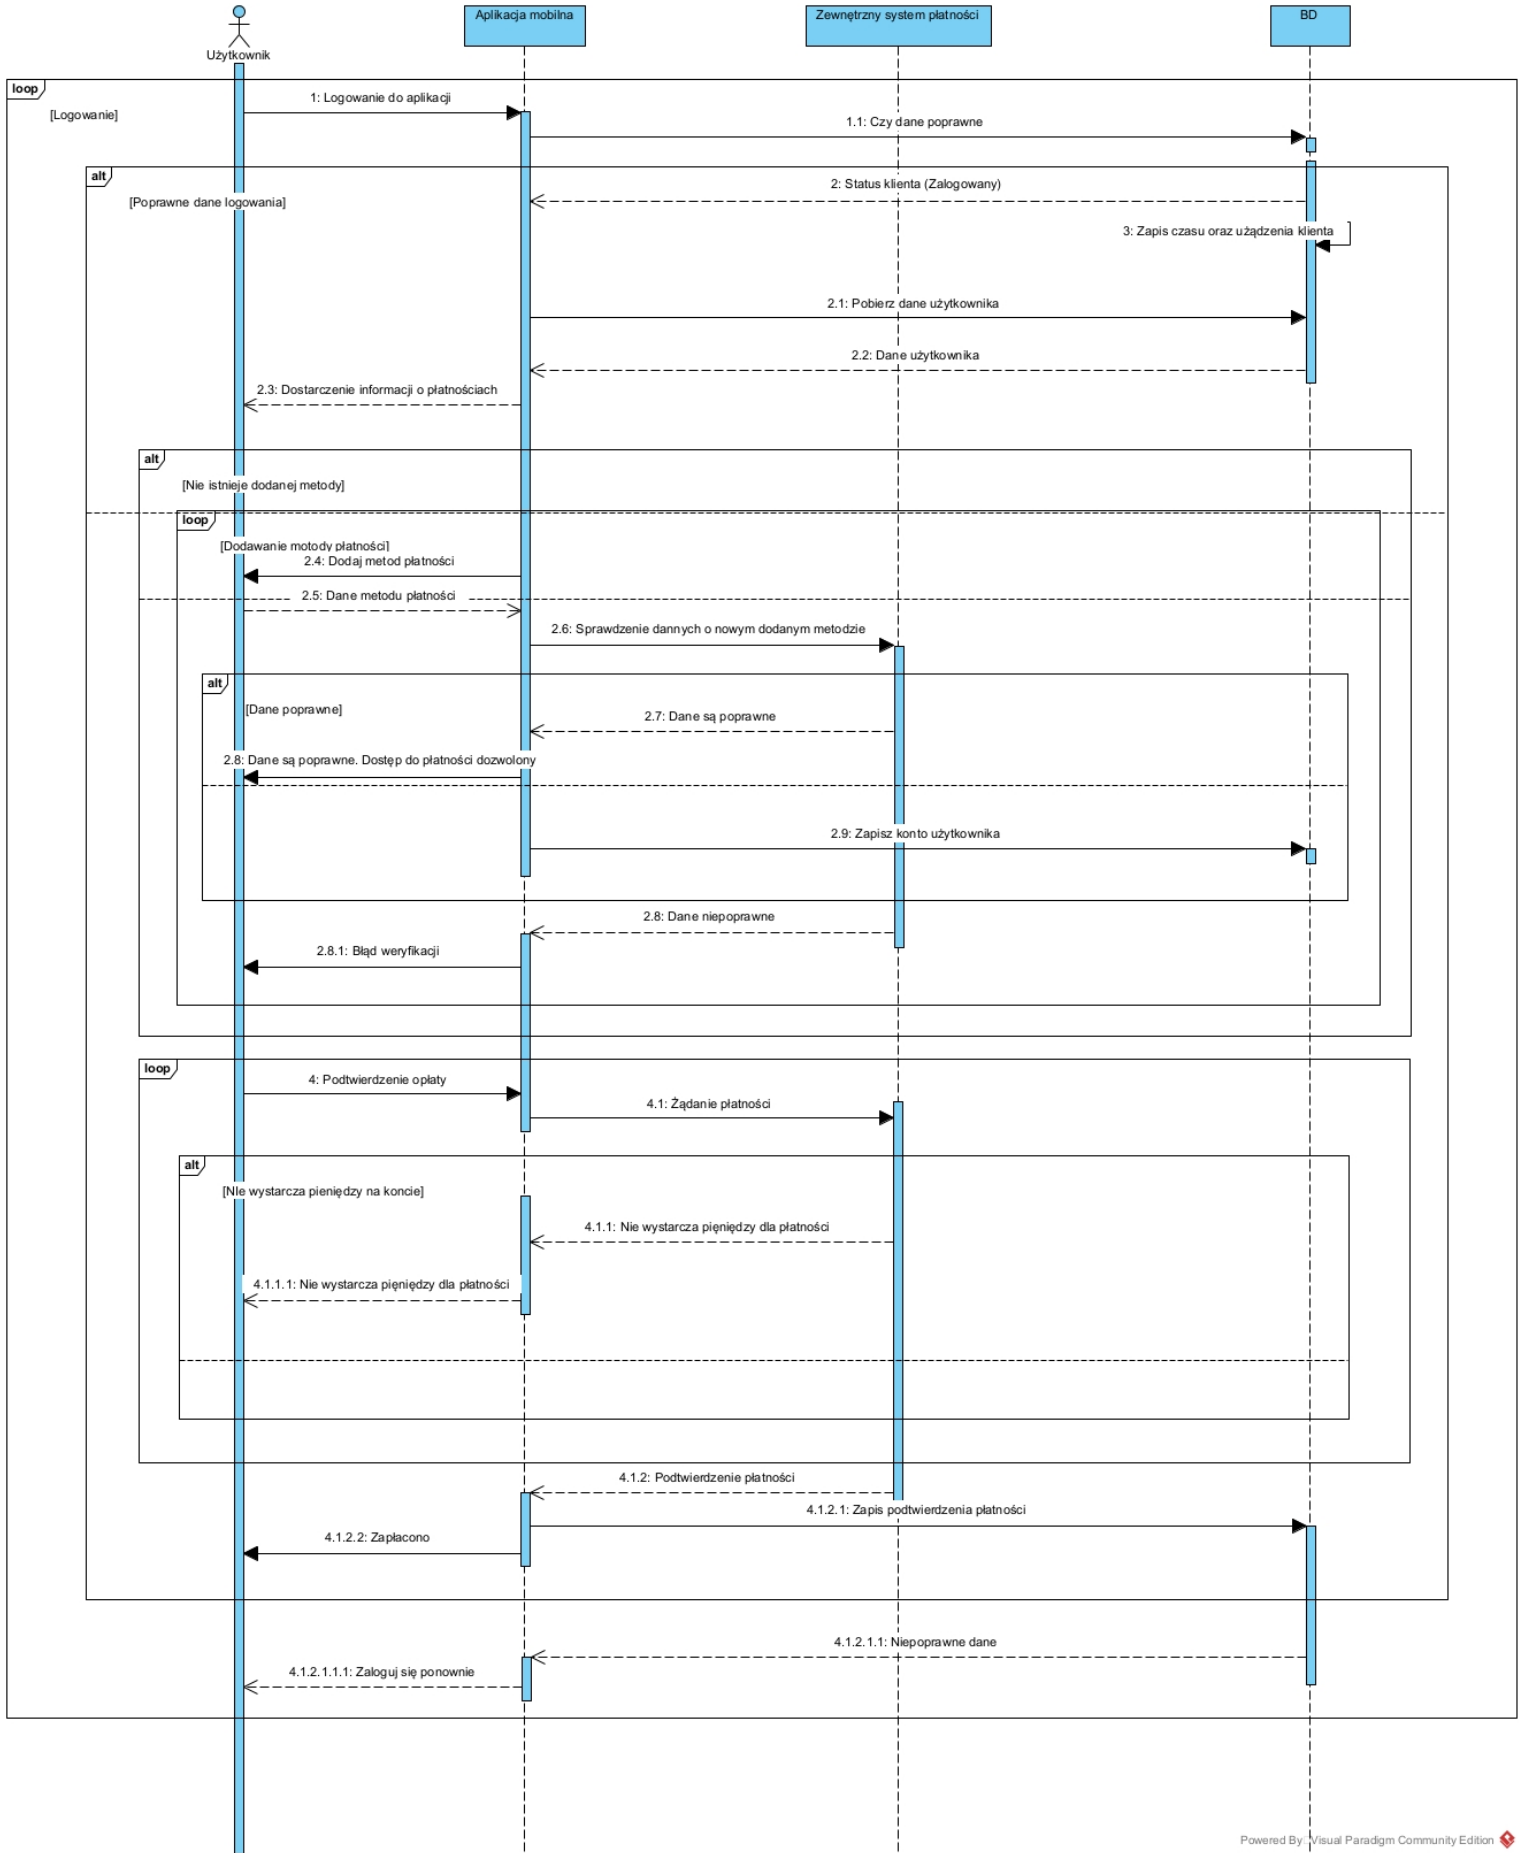 Użytkownik
Aplikacja mobilna
Zewnętrzny system płatności
BD
loop
[Logowanie]
1: Logowanie do aplikacji
1.1: Czy dane poprawne
alt
[Poprawne dane logowania]
2: Status klienta (Zalogowany)
3: Zapis czasu oraz użądzenia klienta
2.1: Pobierz dane użytkownika
2.2: Dane użytkownika
2.3: Dostarczenie informacji o płatnościach
alt
[Nie istnieje dodanej metody]
loop
[Dodawanie motody płatności]
2.4: Dodaj metod płatności
2.5: Dane metodu płatności
2.6: Sprawdzenie dannych o nowym dodanym metodzie
alt
[Dane poprawne]
2.7: Dane są poprawne
2.8: Dane są poprawne. Dostęp do płatności dozwolony
2.9: Zapisz konto użytkownika
2.8: Dane niepoprawne
2.8.1: Błąd weryfikacji
loop
4: Podtwierdzenie opłaty
4.1: Żądanie płatności
alt
[NIe wystarcza pieniędzy na koncie]
4.1.1: Nie wystarcza pięniędzy dla płatności
4.1.1.1: Nie wystarcza pięniędzy dla płatności
4.1.2: Podtwierdzenie płatności
4.1.2.1: Zapis podtwierdzenia płatności
4.1.2.2: Zapłacono
4.1.2.1.1: Niepoprawne dane
4.1.2.1.1.1: Zaloguj się ponownie
Powered By: Visual Paradigm Community Edition